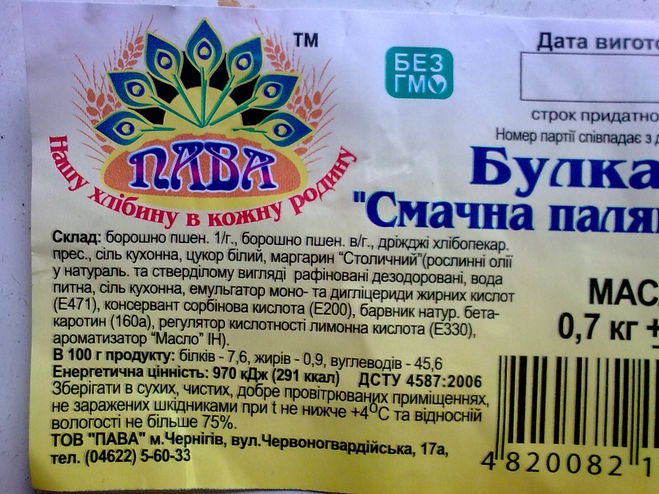 ТМ
БЕЗ
ГМО
Дата вигото
строк придатно
Номер партії співпадає з д
ПАВА
Нашу хлібину в кожну родину
Булка
"Смачна паля
Склад: борошно пшен. 1/г., борошно пшен. в/г., дріжджі хлібопекар.
прес., сіль кухонна, цукор білий, маргарин "Столичний"(рослинні олії
у натураль. та стверділому вигляді рафіновані дезодоровані, вода
питна, сіль кухонна, емульгатор моно- та дигліцериди жирних кислот
(Е471), консервант сорбінова кислота (Е200), барвник натур. бета-
каротин (160а), регулятор кислотності лимонна кислота (Е330),
ароматизатор "Масло" ІН).
В 100 г продукту: білків - 7,6, жирів - 0,9, вуглеводів - 45,6
Енергетична цінність: 970 кДж (291 ккал) ДСТУ 4587:2006
Зберігати в сухих, чистих, добре провітрюваних приміщеннях,
не заражених шкідниками при t не нижче +4°С та відносній
вологості не більше 75%.
ТОВ "ПАВА" м.Чернігів, вул.Червоногвардійська, 17а,
тел. (04622) 5-60-33
МАС
0,7 кг +
4 820082 1